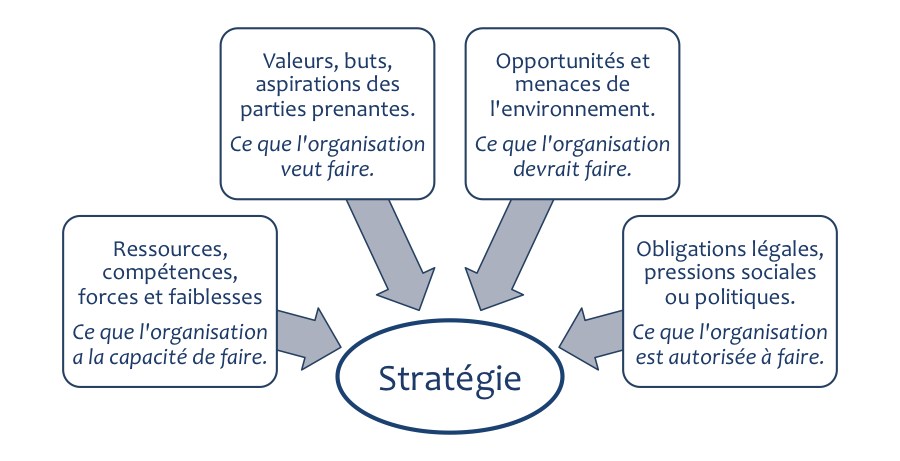 Valeurs, buts,
aspirations des
parties prenantes.
Ce que l'organisation
veut faire.
Opportunités et
menaces de
l'environnement.
Ce que l'organisation
devrait faire.
Ressources,
compétences,
forces et faiblesses
Ce que l'organisation
a la capacité de faire.
Obligations légales,
pressions sociales
ou politiques.
Ce que l'organisation
est autorisée à faire.
Stratégie